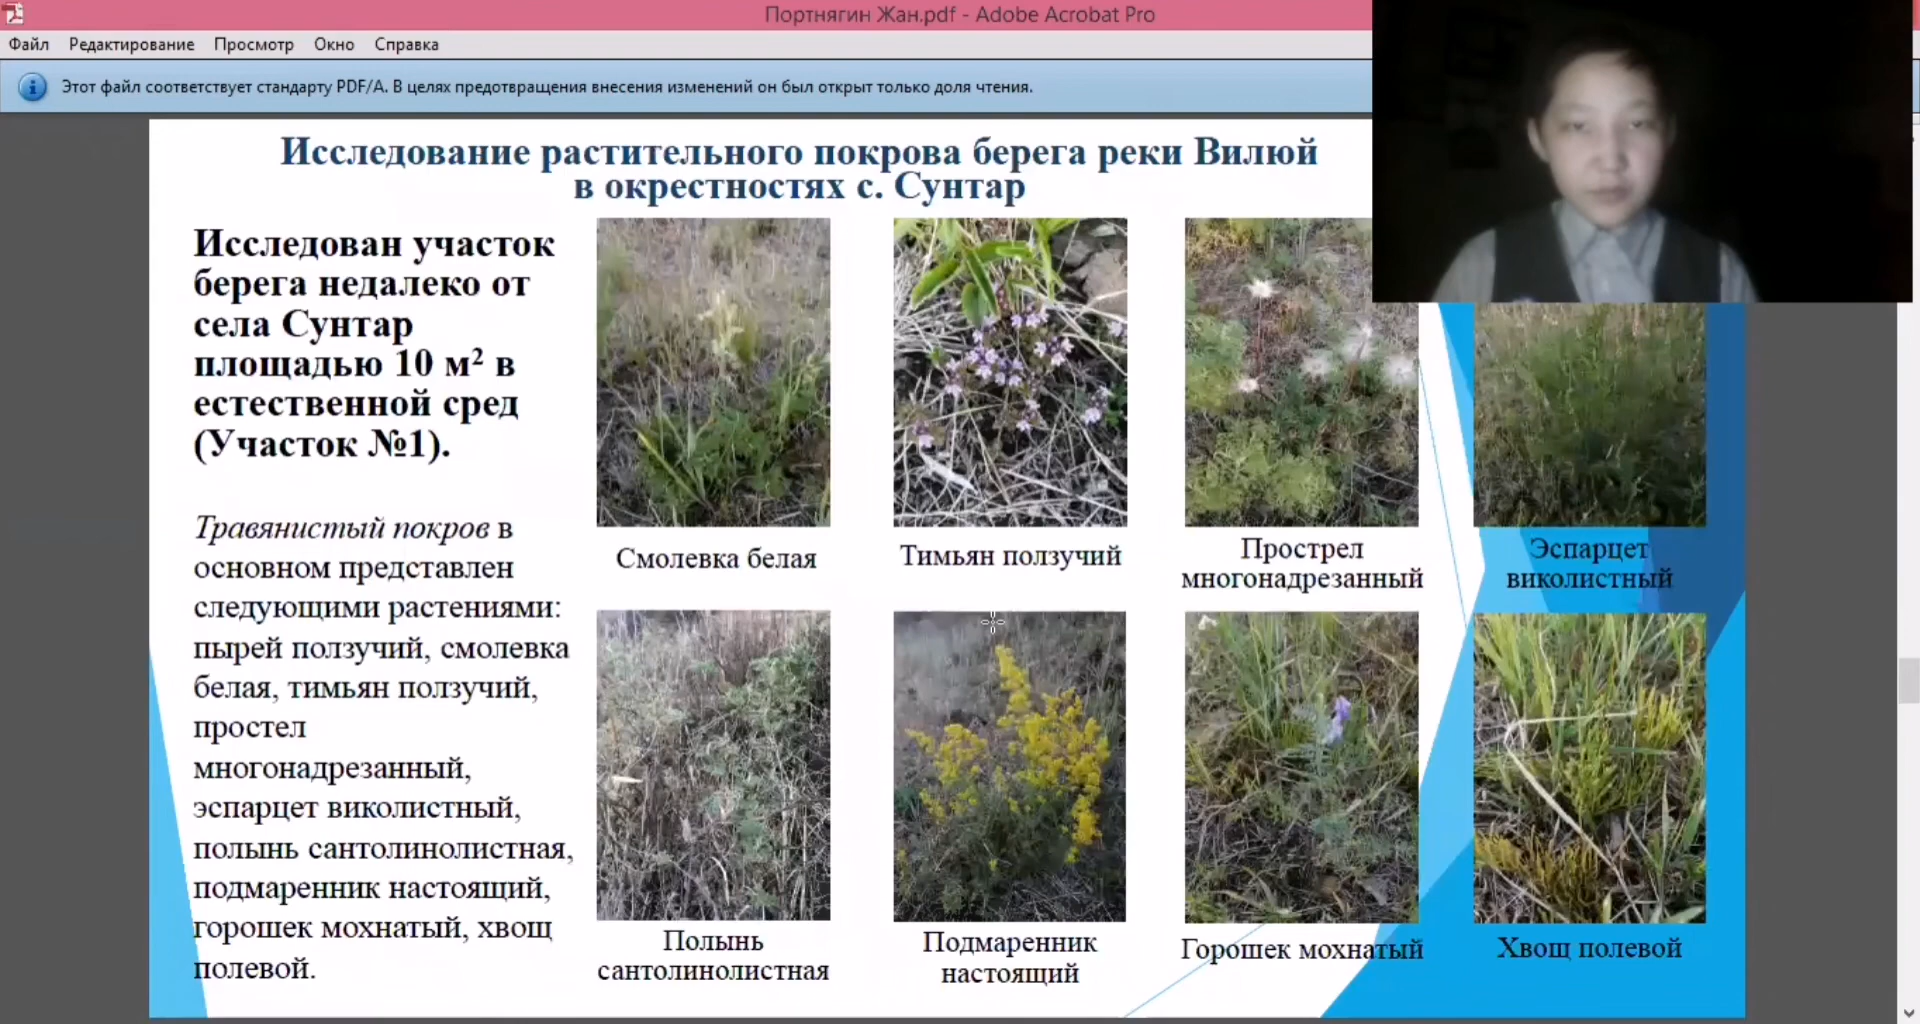 Портнягин Жан.pdf - Adobe Acrobat Pro
Файл Редактирование Просмотр Окно Справка
Этот файл соответствует стандарту PDF/A. В целях предотвращения внесения изменений он был открыт только доля чтения.
Исследование растительного покрова берега реки Вилюй
в окрестностях с. Сунтар
Исследован участок
берега недалеко от
села Сунтар
площадью 10 м² в
естественной сред
(Участок №1).
Травянистый покров в
основном представлен
следующими растениями:
пырей ползучий, смолевка
белая, тимьян ползучий,
простел
многонадрезанный,
эспарцет виколистный,
полынь сантолинолистная,
подмаренник настоящий,
горошек мохнатый, хвощ
полевой.
Смолевка белая
Тимьян ползучий
Прострел
многонадрезанный
Эспарцет
виколистный
Полынь
сантолинолистная
Подмаренник
настоящий
Горошек мохнатый
Хвощ полевой